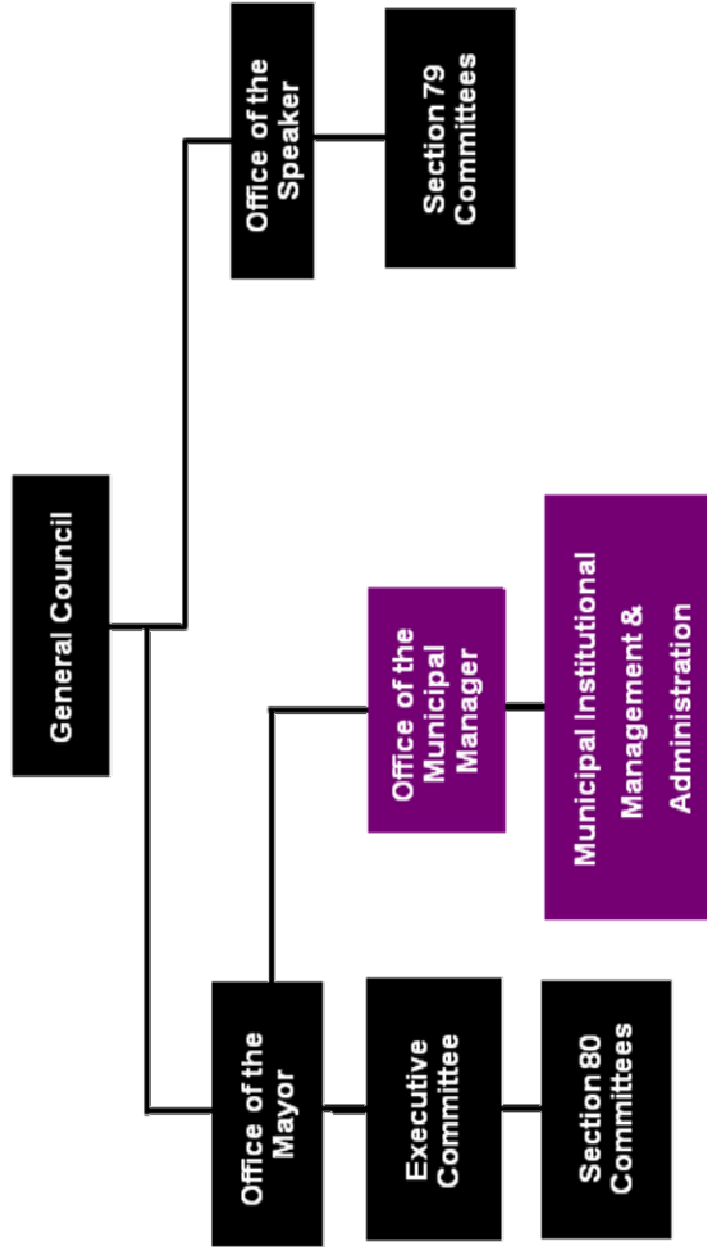 General Council
Office of the
Mayor
Office of the
Speaker
Executive
Committee
Office of the
Municipal
Manager
Section 79
Committees
Section 80
Committees
Municipal Institutional
Management &
Administration